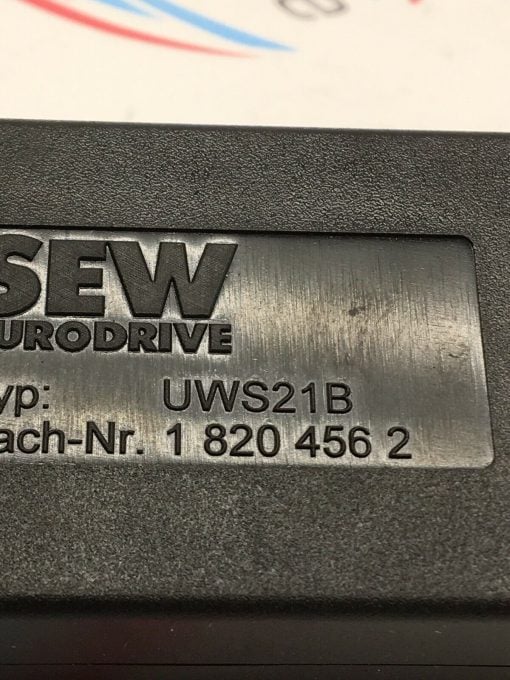 SEW
URODRIVE
yp: UWS21B
ach-Nr. 1 820 456 2